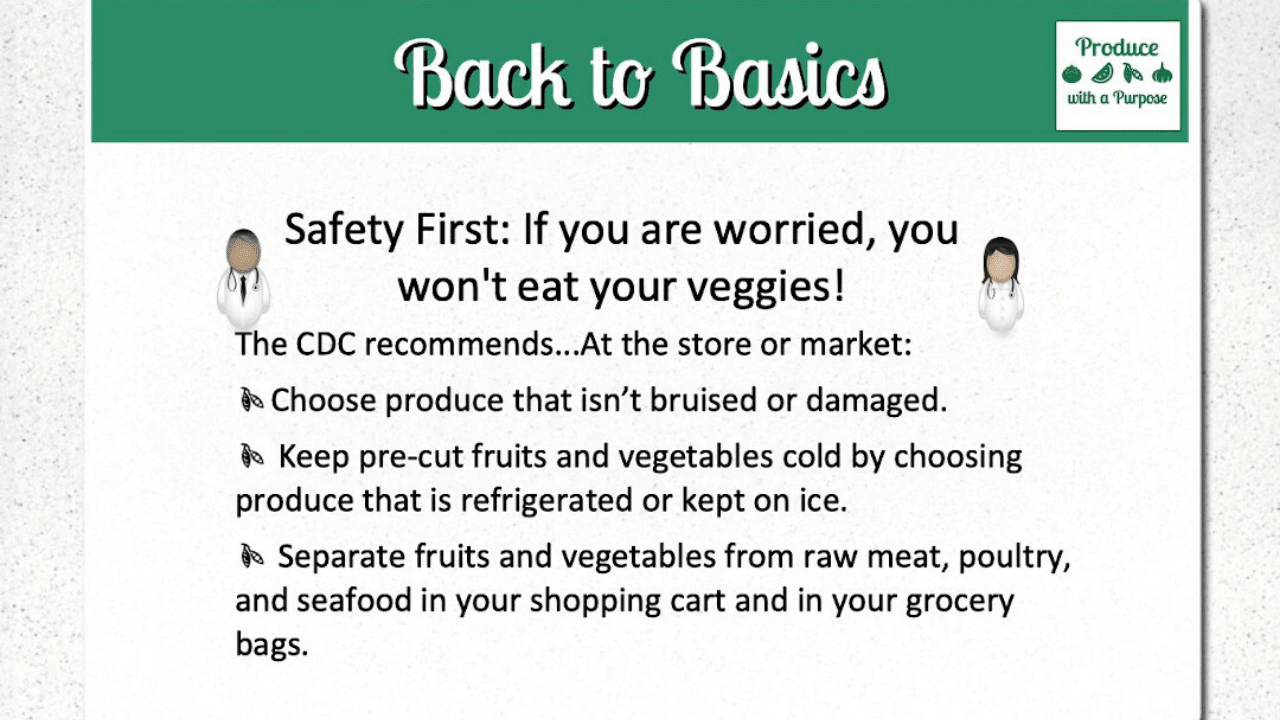 Back to Basics
Produce
with a Purpose
Safety First: If you are worried, you
won't eat your veggies!
The CDC recommends...At the store or market:
Choose produce that isn’t bruised or damaged.
Keep pre-cut fruits and vegetables cold by choosing
produce that is refrigerated or kept on ice.
Separate fruits and vegetables from raw meat, poultry,
and seafood in your shopping cart and in your grocery
bags.